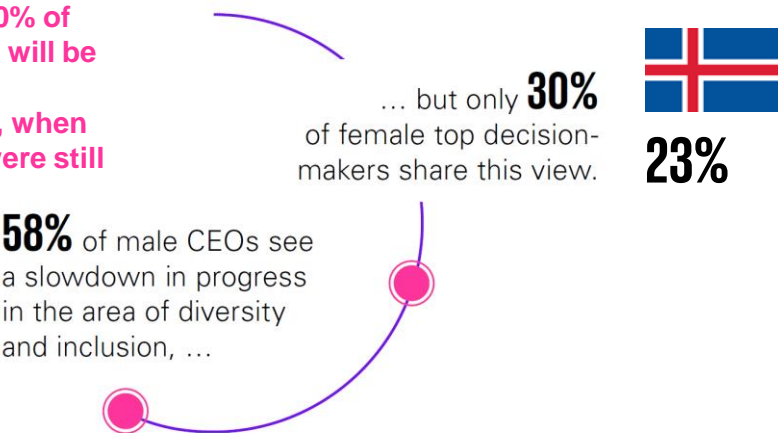 0% of
will be
, when
were still
… but only 30%
of female top decision-
makers share this view.
23%
58% of male CEOs see
a slowdown in progress
in the area of diversity
and inclusion, …